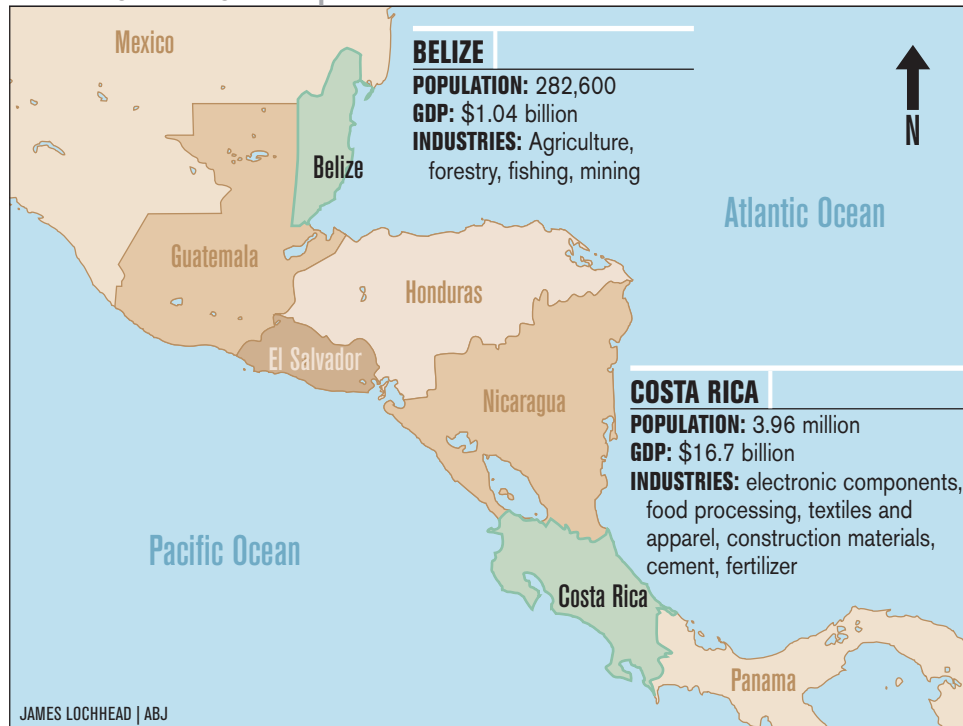 Mexico
BELIZE
POPULATION: 282,600
GDP: $1.04 billion
INDUSTRIES: Agriculture,
forestry, fishing, mining
N
Belize
Atlantic Ocean
Guatemala
Honduras
El Salvador
Nicaragua
COSTA RICA
POPULATION: 3.96 million
GDP: $16.7 billion
INDUSTRIES: electronic components,
food processing, textiles and
apparel, construction materials,
cement, fertilizer
Pacific Ocean
Costa Rica
Panama
JAMES LOCHHEAD | ABJ